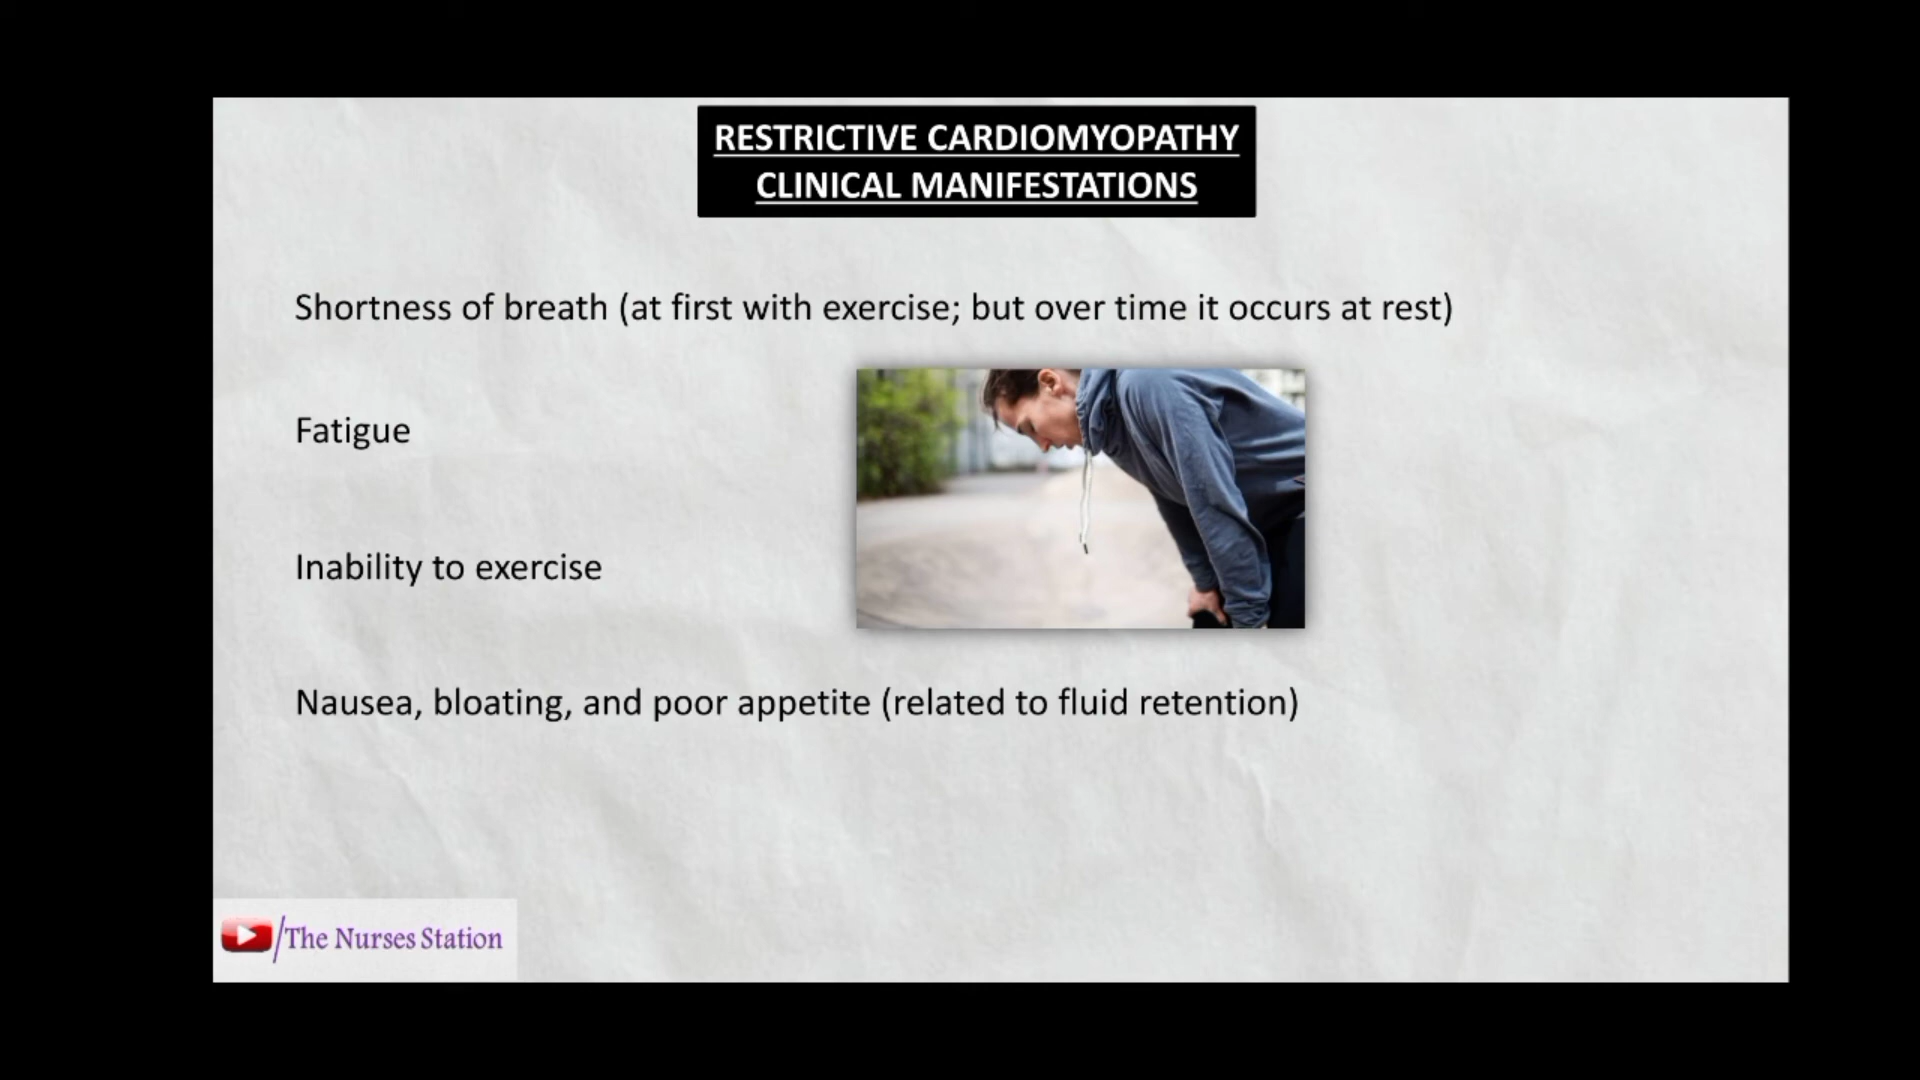 RESTRICTIVE CARDIOMYOPATHY
CLINICAL MANIFESTATIONS
Shortness of breath (at first with exercise; but over time it occurs at rest)
Fatigue
Inability to exercise
Nausea, bloating, and poor appetite (related to fluid retention)
/The Nurses Station